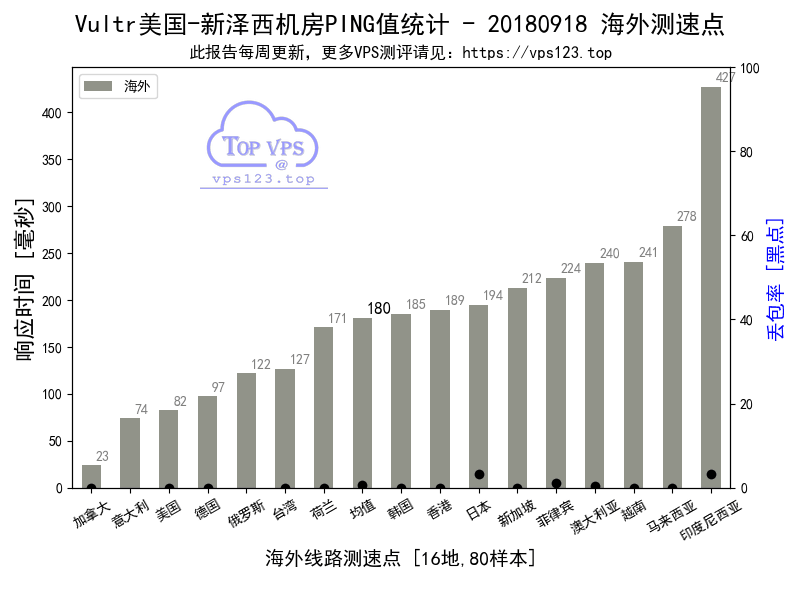 Vultr美国-新泽西机房PING值统计 - 20180918 海外测速点
此报告每周更新，更多VPS测评请见：https://vps123.top
海外
TOP VPS
@
vps123.top
响应时间 [毫秒]
400
350
300
250
200
150
100
50
0
23
74
82
97
122
127
171
180
185
189
194
212
224
240
241
278
427
100
80
60
40
20
0
丢包率 [黑点]
加拿大
意大利
美国
德国
俄罗斯
台湾
荷兰
均值
韩国
香港
日本
新加坡
菲律宾
澳大利亚
越南
马来西亚
印度尼西亚
海外线路测速点 [16地,80样本]